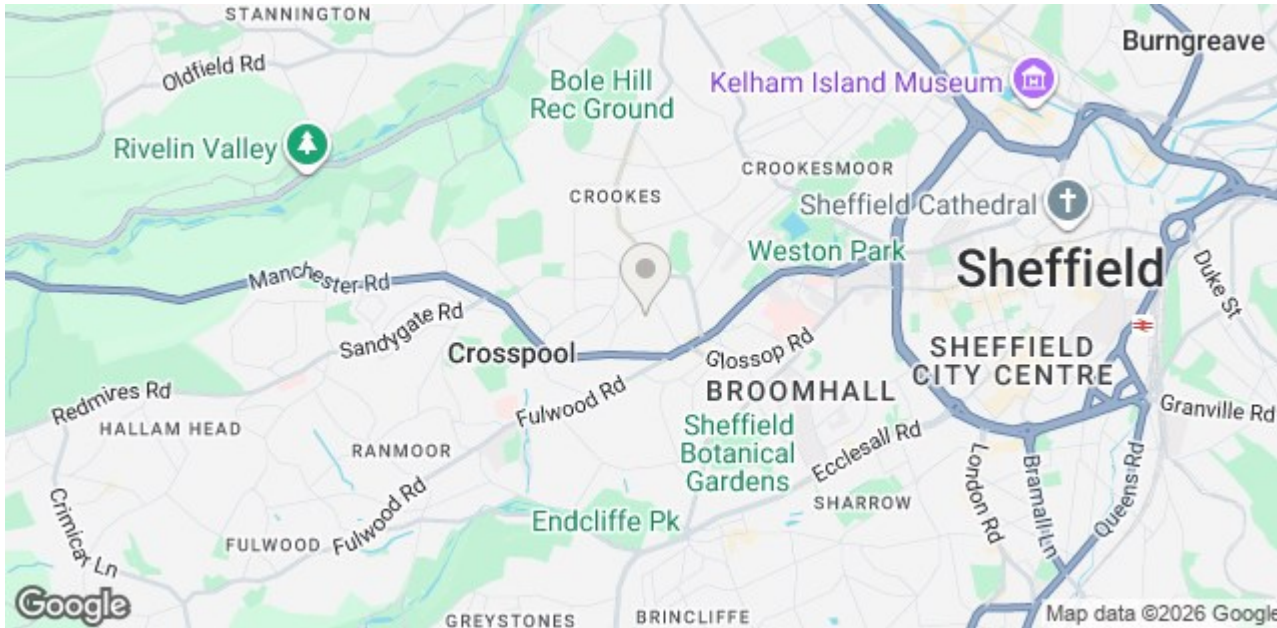 STANNINGTON
Burngreave
Oldfield Rd
Bole Hill
Rec Ground
Kelham Island Museum
Rivelin Valley
CROOKESMOOR
CROOKES
Sheffield Cathedral
Weston Park
Sheffield
Manchester Rd
Duke St
Sandygate Rd
Crosspool
Glossop Rd
SHEFFIELD
CITY CENTRE
Redmires Rd
Fulwood Rd
BROOMHALL
Granville Rd
HALLAM HEAD
Sheffield
Botanical
Gardens
Ecclesall Rd
RANMOOR
London Rd
Bramall Ln
Queens Rd
Fulwood Rd
SHARROW
Crimicar Ln
Endcliffe Pk
FULWOOD
Google
GREYSTONES
BRINCLIFFE
Map data ©2026 Google